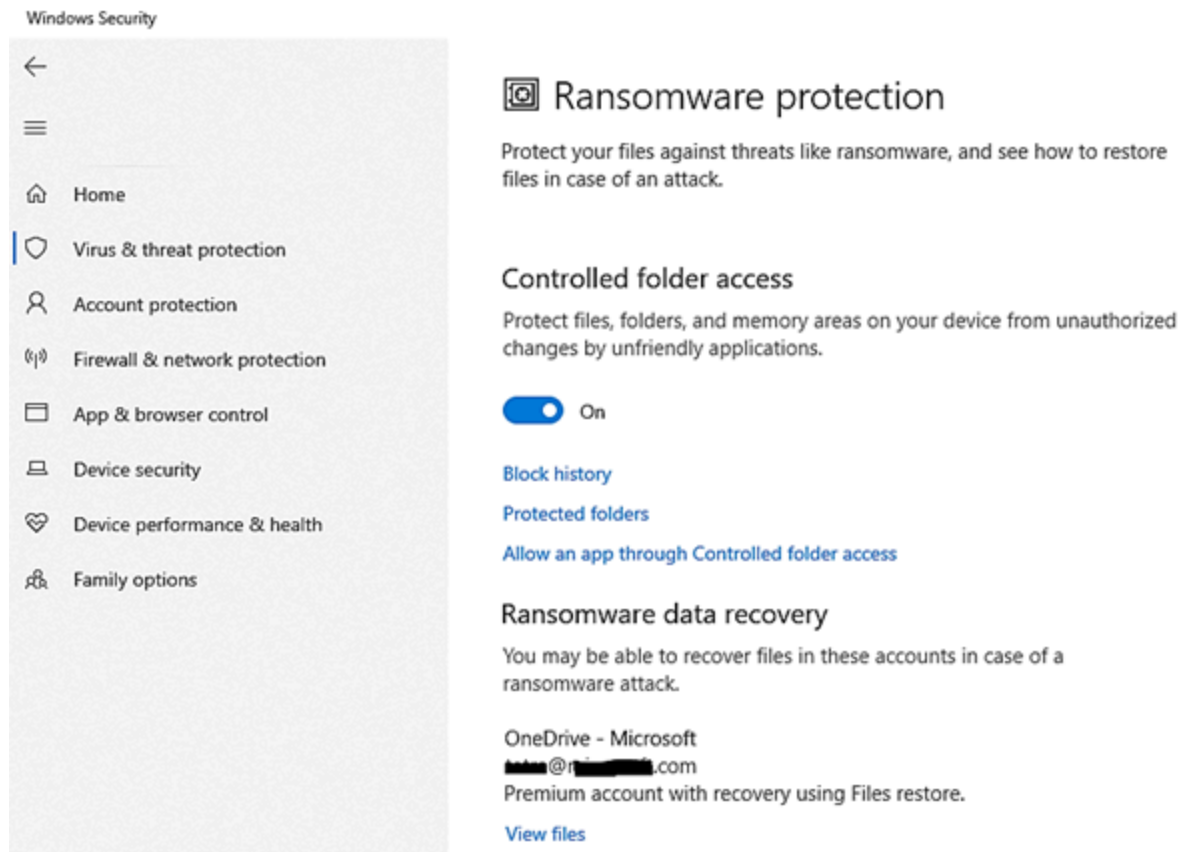 Windows Security
Home
Virus & threat protection
Account protection
Firewall & network protection
App & browser control
Device security
Device performance & health
Family options
Ransomware protection
Protect your files against threats like ransomware, and see how to restore
files in case of an attack.
Controlled folder access
Protect files, folders, and memory areas on your device from unauthorized
changes by unfriendly applications.
On
Block history
Protected folders
Allow an app through Controlled folder access
Ransomware data recovery
You may be able to recover files in these accounts in case of a
ransomware attack.
OneDrive - Microsoft
@ .com
Premium account with recovery using Files restore.
View files